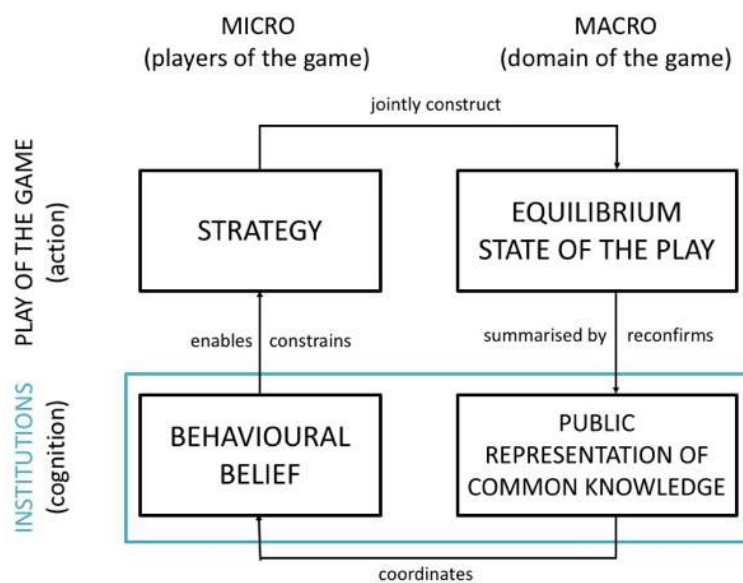 MICRO
(players of the game)
MACRO
(domain of the game)
jointly construct
PLAY OF THE GAME
(action)
STRATEGY
EQUILIBRIUM
STATE OF THE PLAY
enables
constrains
summarised by
reconfirms
INSTITUTIONS
(cognition)
BEHAVIOURAL
BELIEF
PUBLIC
REPRESENTATION OF
COMMON KNOWLEDGE
coordinates